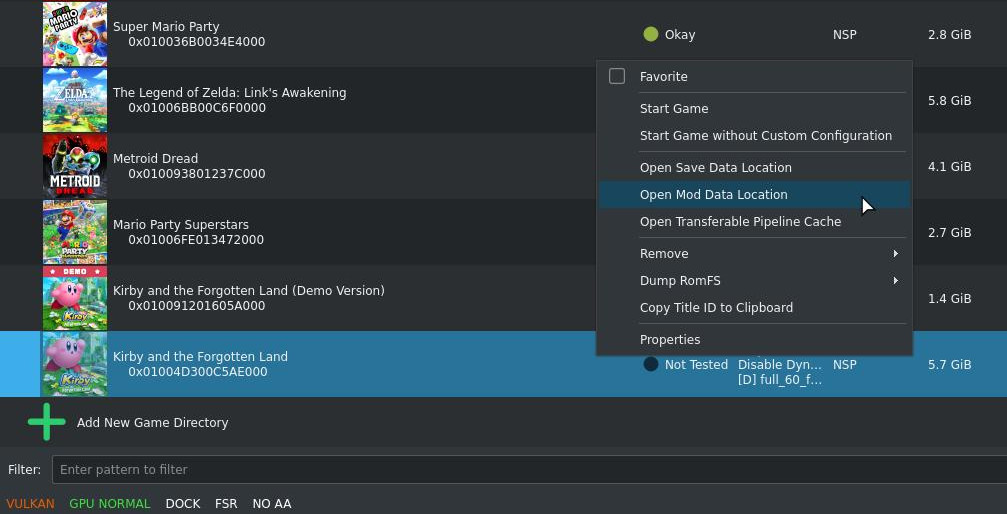 SUPER
MARIO
PARTY
Super Mario Party
0x010036B0034E4000
Okay
NSP
2.8 GiB
ZELDA
The Legend of Zelda: Link's Awakening
0x01006BB00C6F0000
5.8 GiB
METROID
DREAD
Metroid Dread
0x010093801237C000
4.1 GiB
MARIO
PARTY
Mario Party Superstars
0x01006FE013472000
2.7 GiB
DEMO
Kirby
Kirby and the Forgotten Land (Demo Version)
0x010091201605A000
1.4 GiB
Kirby
Kirby and the Forgotten Land
0x01004D300C5AE000
Not Tested
Disable Dyn...
[D] full_60_f...
NSP
5.7 GiB
Favorite
Start Game
Start Game without Custom Configuration
Open Save Data Location
Open Mod Data Location
Open Transferable Pipeline Cache
Remove
Dump RomFS
Copy Title ID to Clipboard
Properties
Add New Game Directory
Filter: Enter pattern to filter
VULKAN GPU NORMAL DOCK FSR NO AA